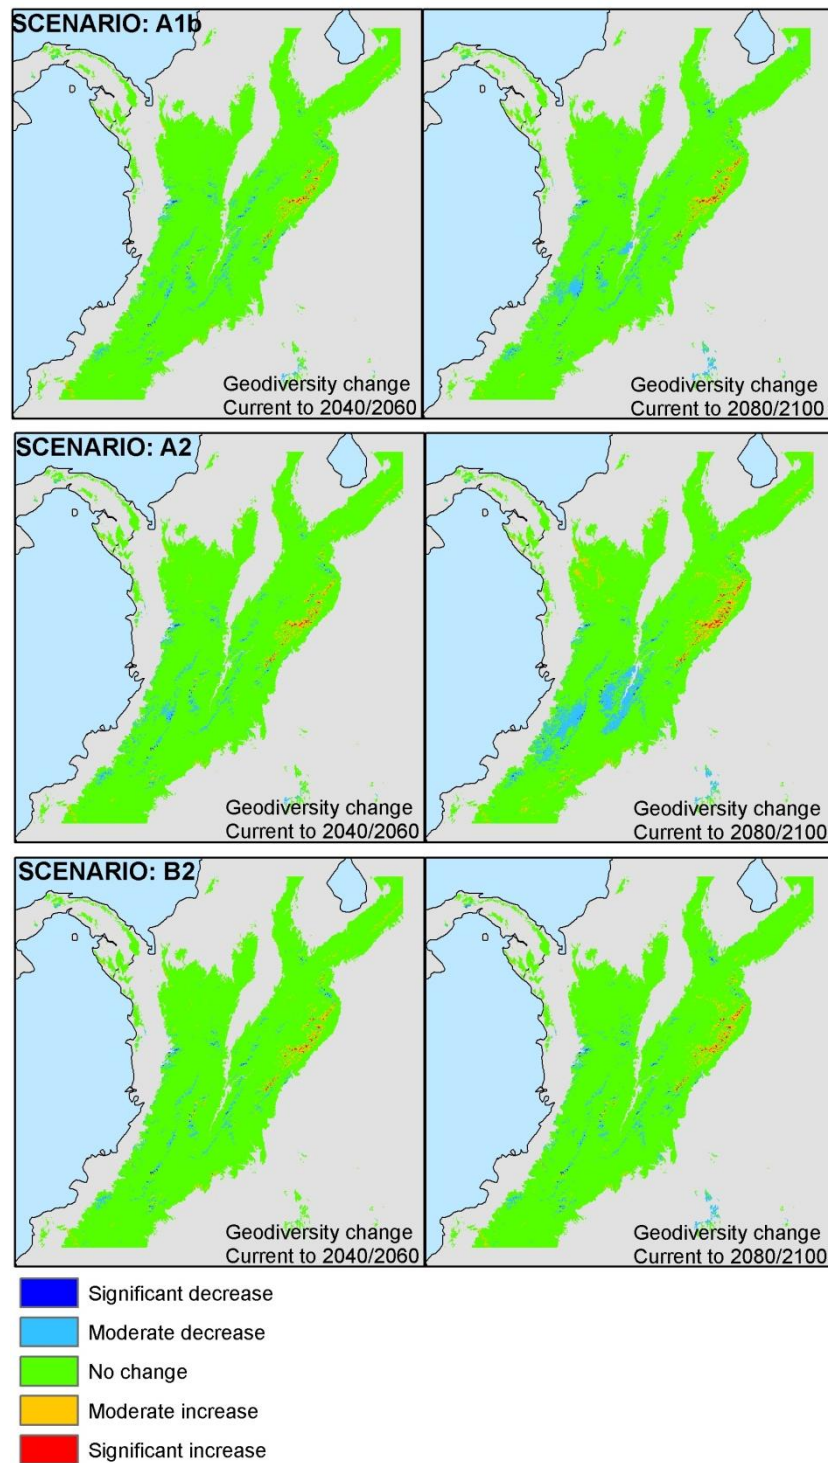 SCENARIO: A1b
Geodiversity change
Current to 2040/2060
Geodiversity change
Current to 2080/2100
SCENARIO: A2
Geodiversity change
Current to 2040/2060
Geodiversity change
Current to 2080/2100
SCENARIO: B2
Geodiversity change
Current to 2040/2060
Geodiversity change
Current to 2080/2100
Significant decrease
Moderate decrease
No change
Moderate increase
Significant increase